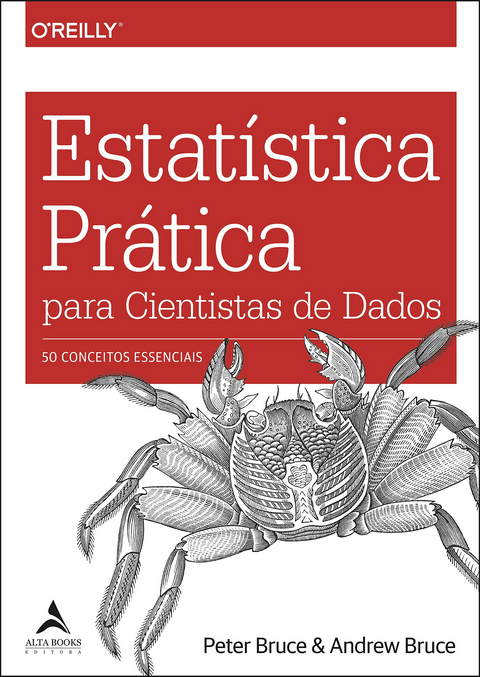 O'REILLY®
Estatística
Prática
para Cientistas de Dados
50 CONCEITOS ESSENCIAIS
ALTA BOOKS
EDITORA
Peter Bruce & Andrew Bruce